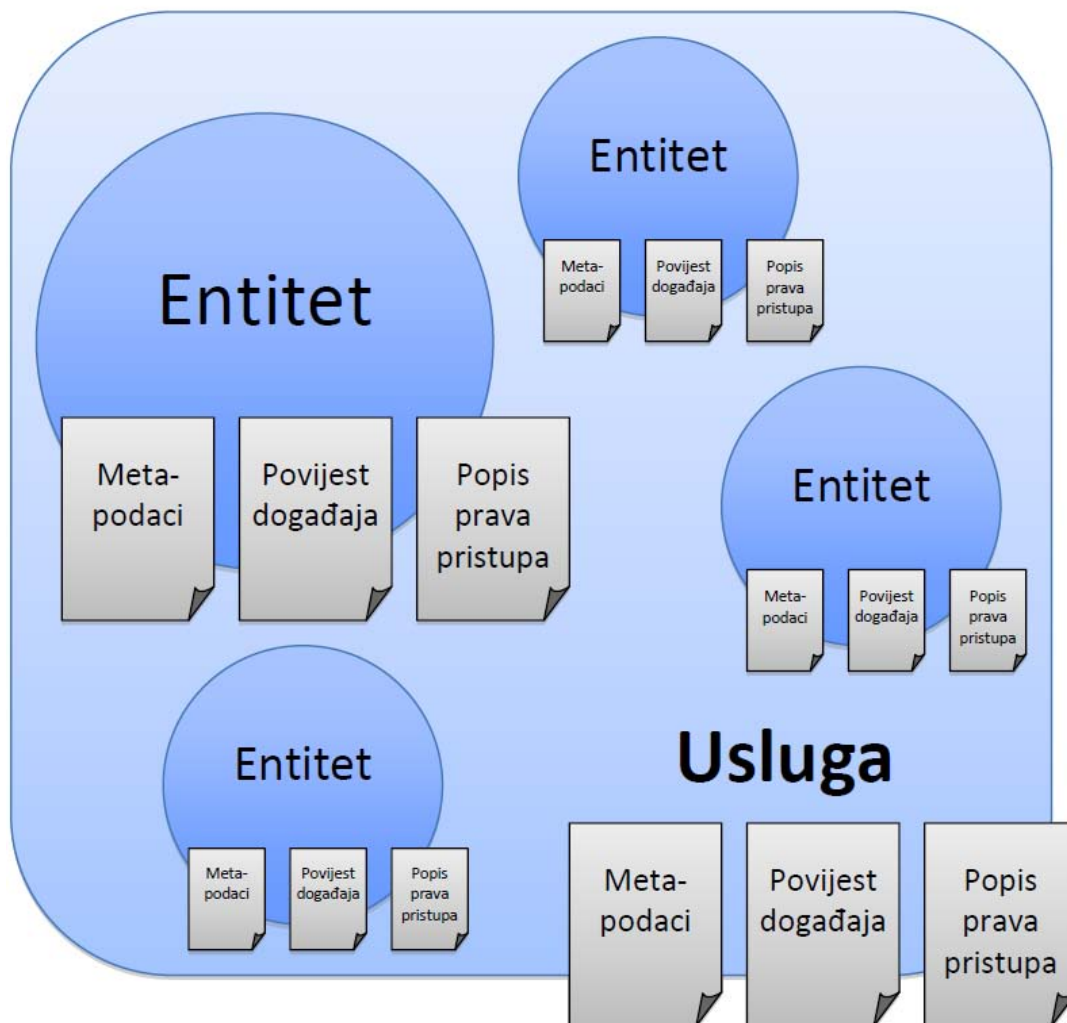 Entitet
Meta-
podaci
Povijest
događaja
Popis
prava
pristupa
Entitet
Meta-
podaci
Povijest
događaja
Popis
prava
pristupa
Entitet
Meta-
podaci
Povijest
događaja
Popis
prava
pristupa
Entitet
Meta-
podaci
Povijest
događaja
Popis
prava
pristupa
Usluga
Meta-
podaci
Povijest
događaja
Popis
prava
pristupa